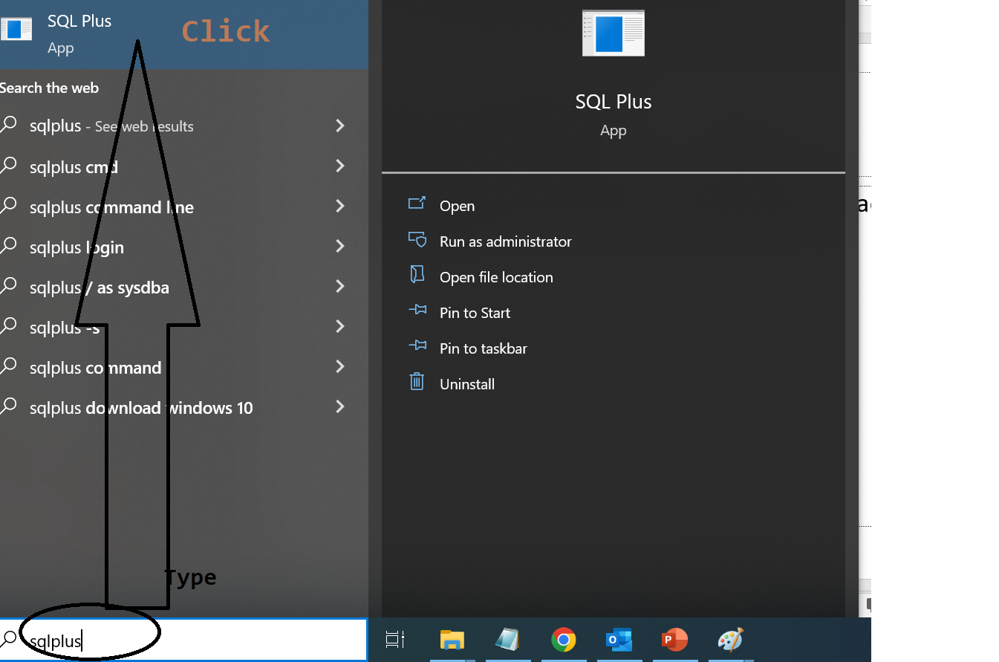 SQL Plus
App
Click
Search the web
sqlplus - See web results
sqlplus cmd
sqlplus command line
sqlplus login
sqlplus / as sysdba
sqlplus -s
sqlplus command
sqlplus download windows 10
Type
sqlplus
SQL Plus
App
Open
Run as administrator
Open file location
Pin to Start
Pin to taskbar
Uninstall